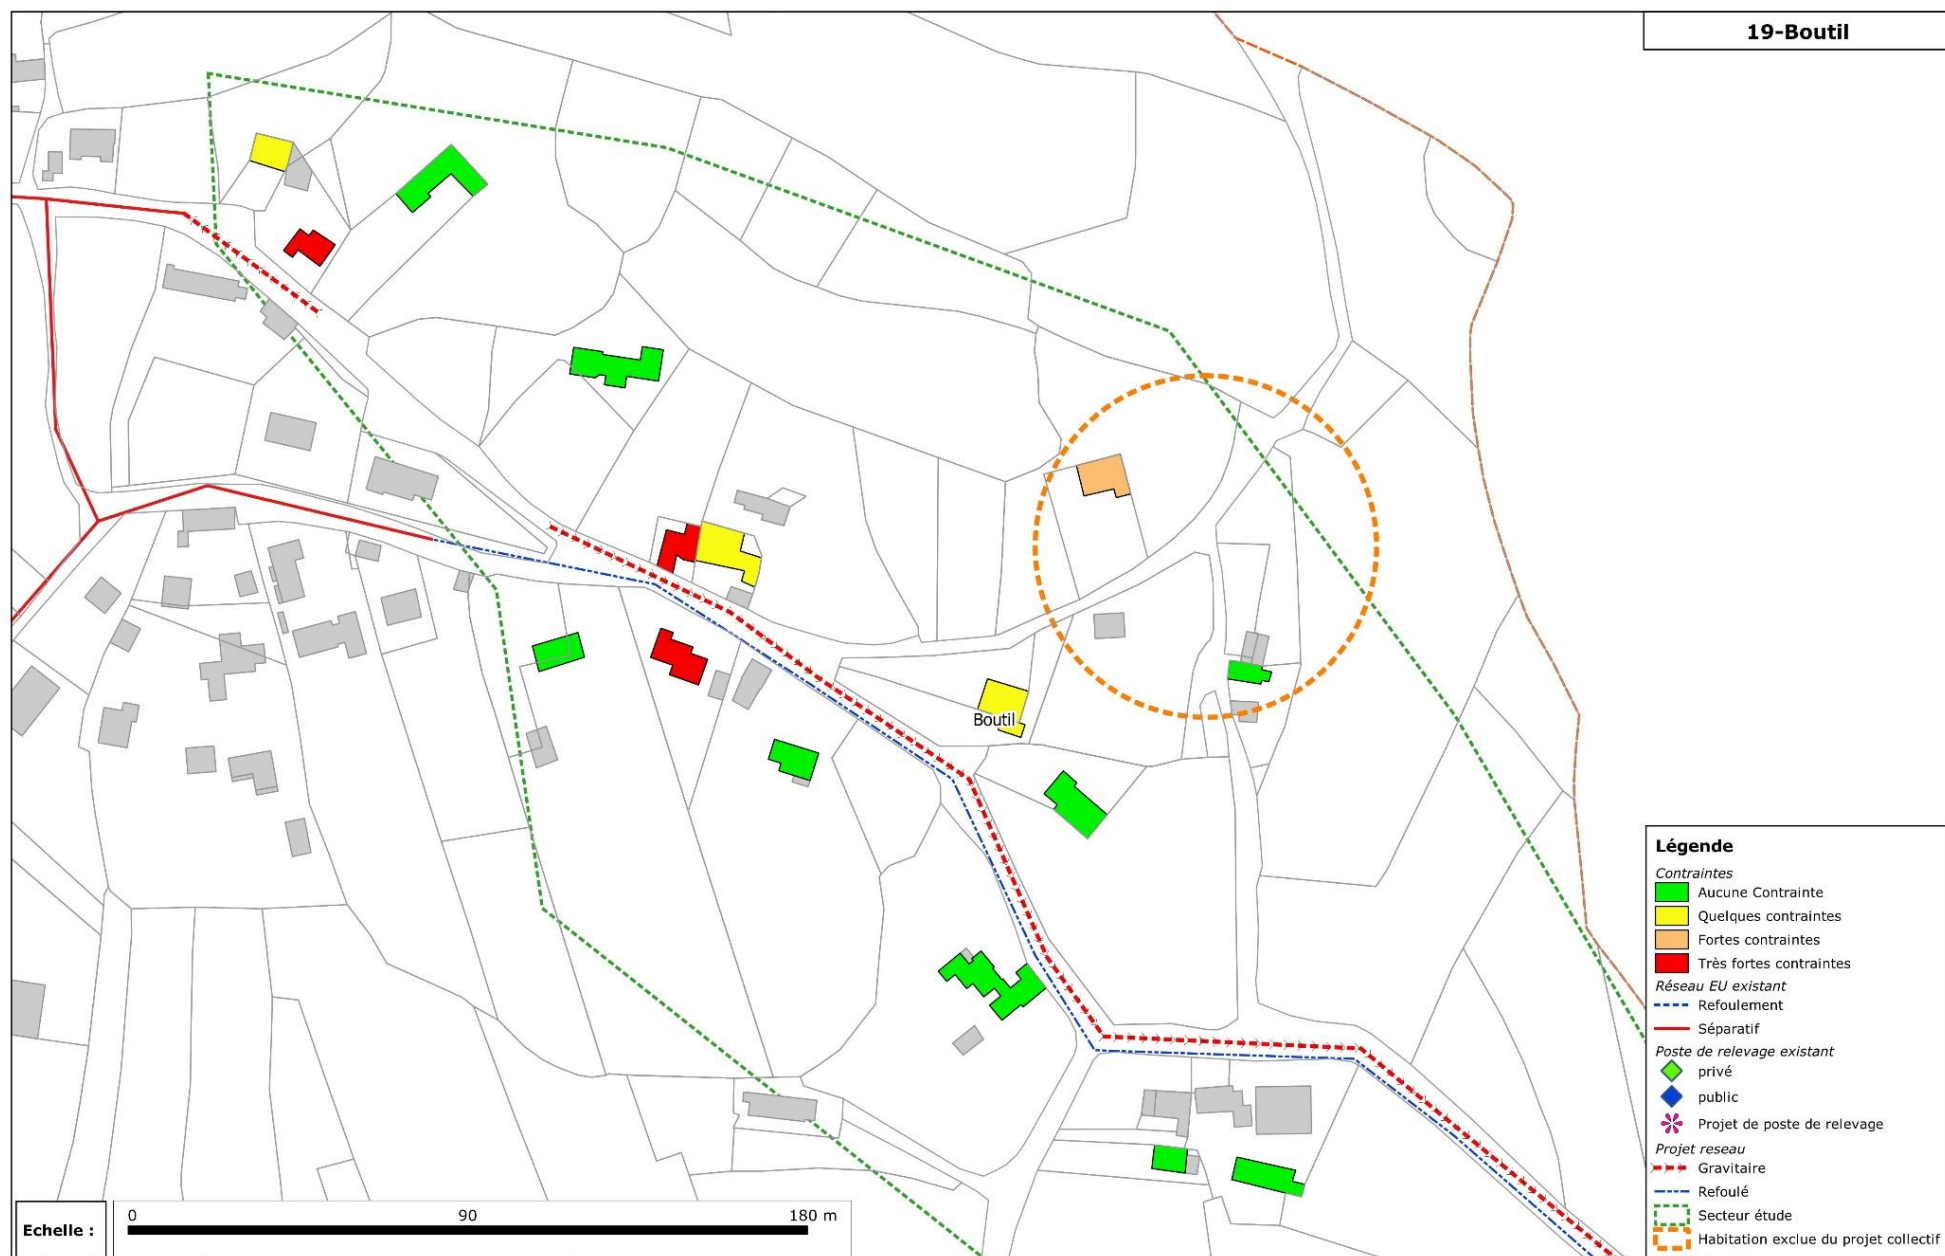 19-Boutil
Boutil
Légende
Contraintes
Aucune Contrainte
Quelques contraintes
Fortes contraintes
Très fortes contraintes
Réseau EU existant
Refoulement
Séparatif
Poste de relevage existant
privé
public
Projet de poste de relevage
Projet reseau
Gravitaire
Refoulé
Secteur étude
Habitation exclue du projet collectif
Echelle :
0 90 180 m